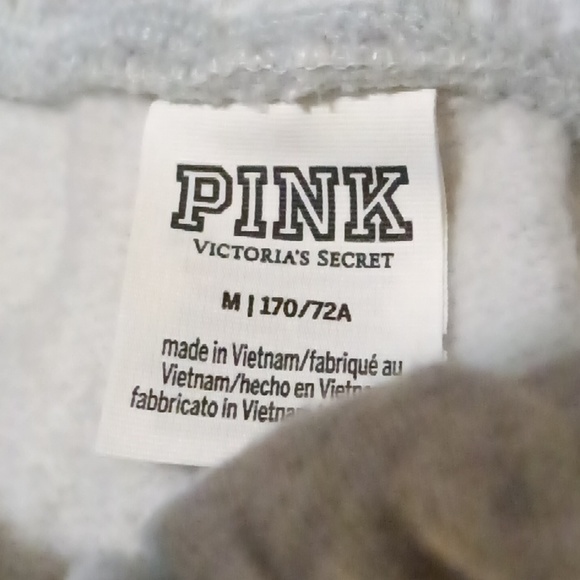 PINK
VICTORIA'S SECRET
M | 170/72A
made in Vietnam/fabriqué au
Vietnam/hecho en
fabbricato in